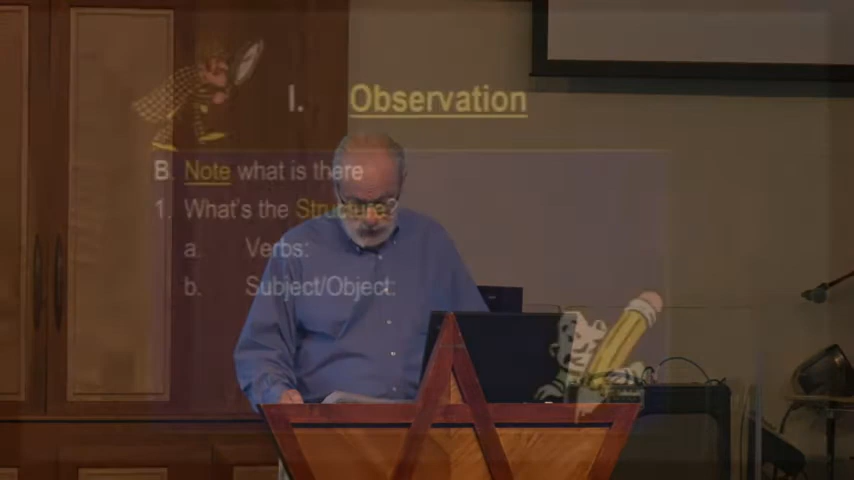 I. Observation
B. Note what is there
1. What's the Structure?
a. Verbs:
b. Subject/Object: